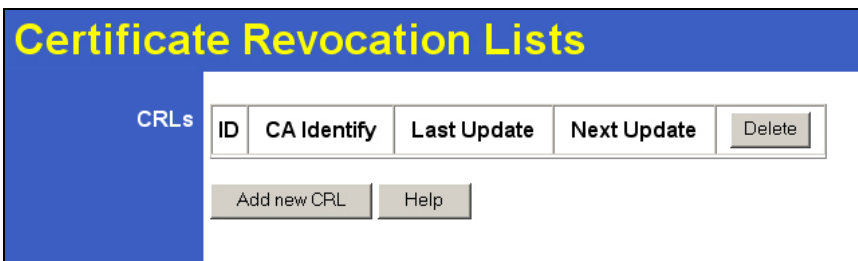 Certificate Revocation Lists
CRLs
ID CA Identify Last Update Next Update Delete
Add new CRL Help